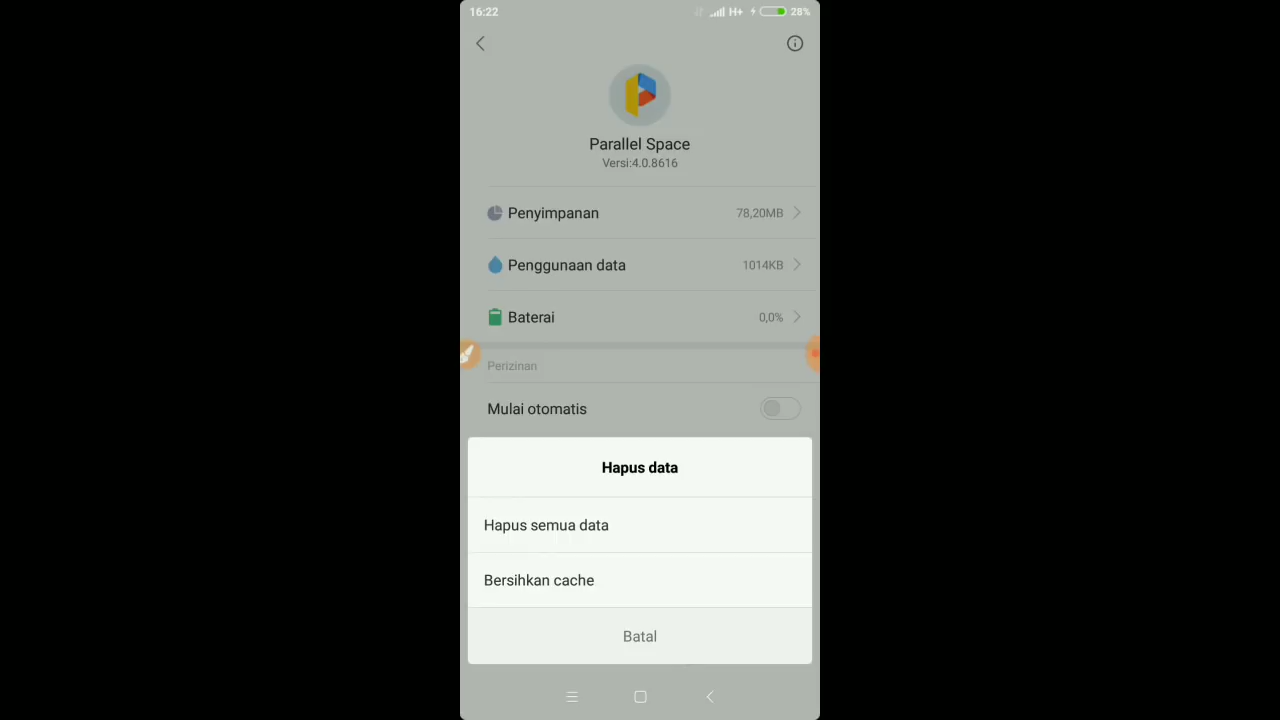 16:22 H+ 28%
Parallel Space
Versi:4.0.8616
Penyimpanan 78,20MB
Penggunaan data 1014KB
Baterai 0,0%
Perizinan
Mulai otomatis
Hapus data
Hapus semua data
Bersihkan cache
Batal